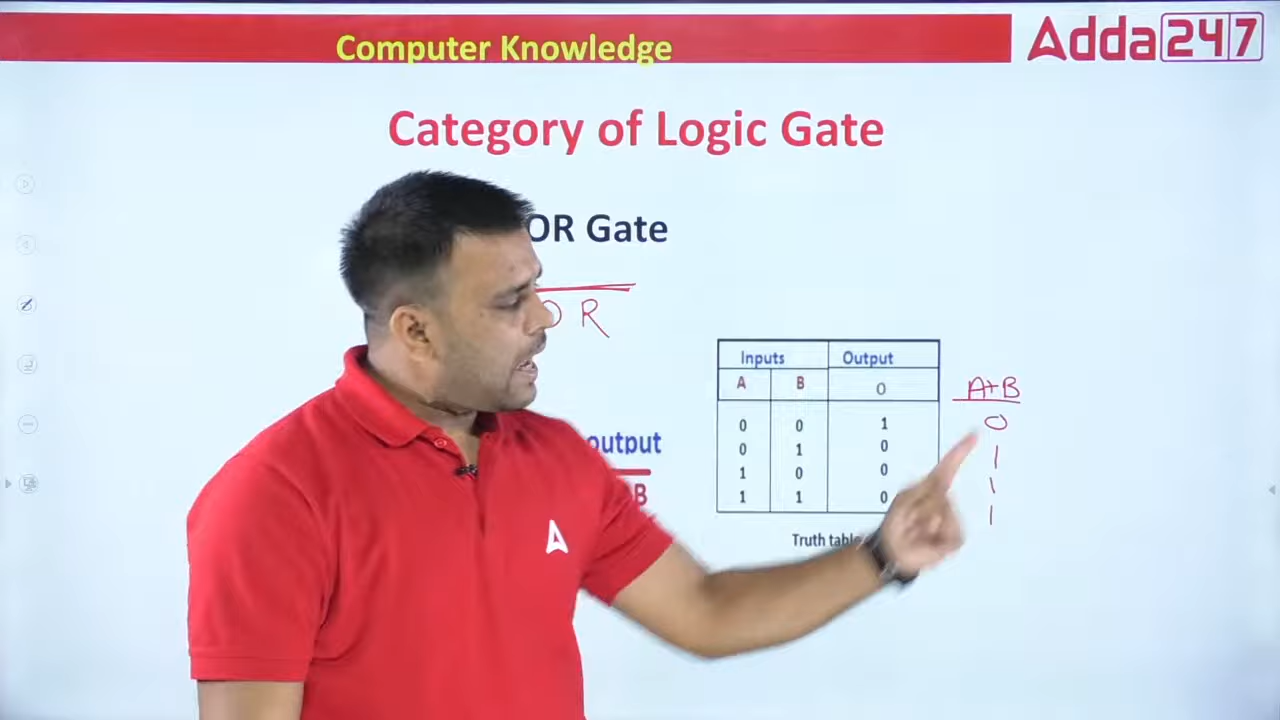 Computer Knowledge
Adda247
Category of Logic Gate
OR Gate
OR
Inputs Output
A B O
0 0 1
0 1 0
1 0 0
1 1 0
A+B
0
1
1
1
output
B
Truth